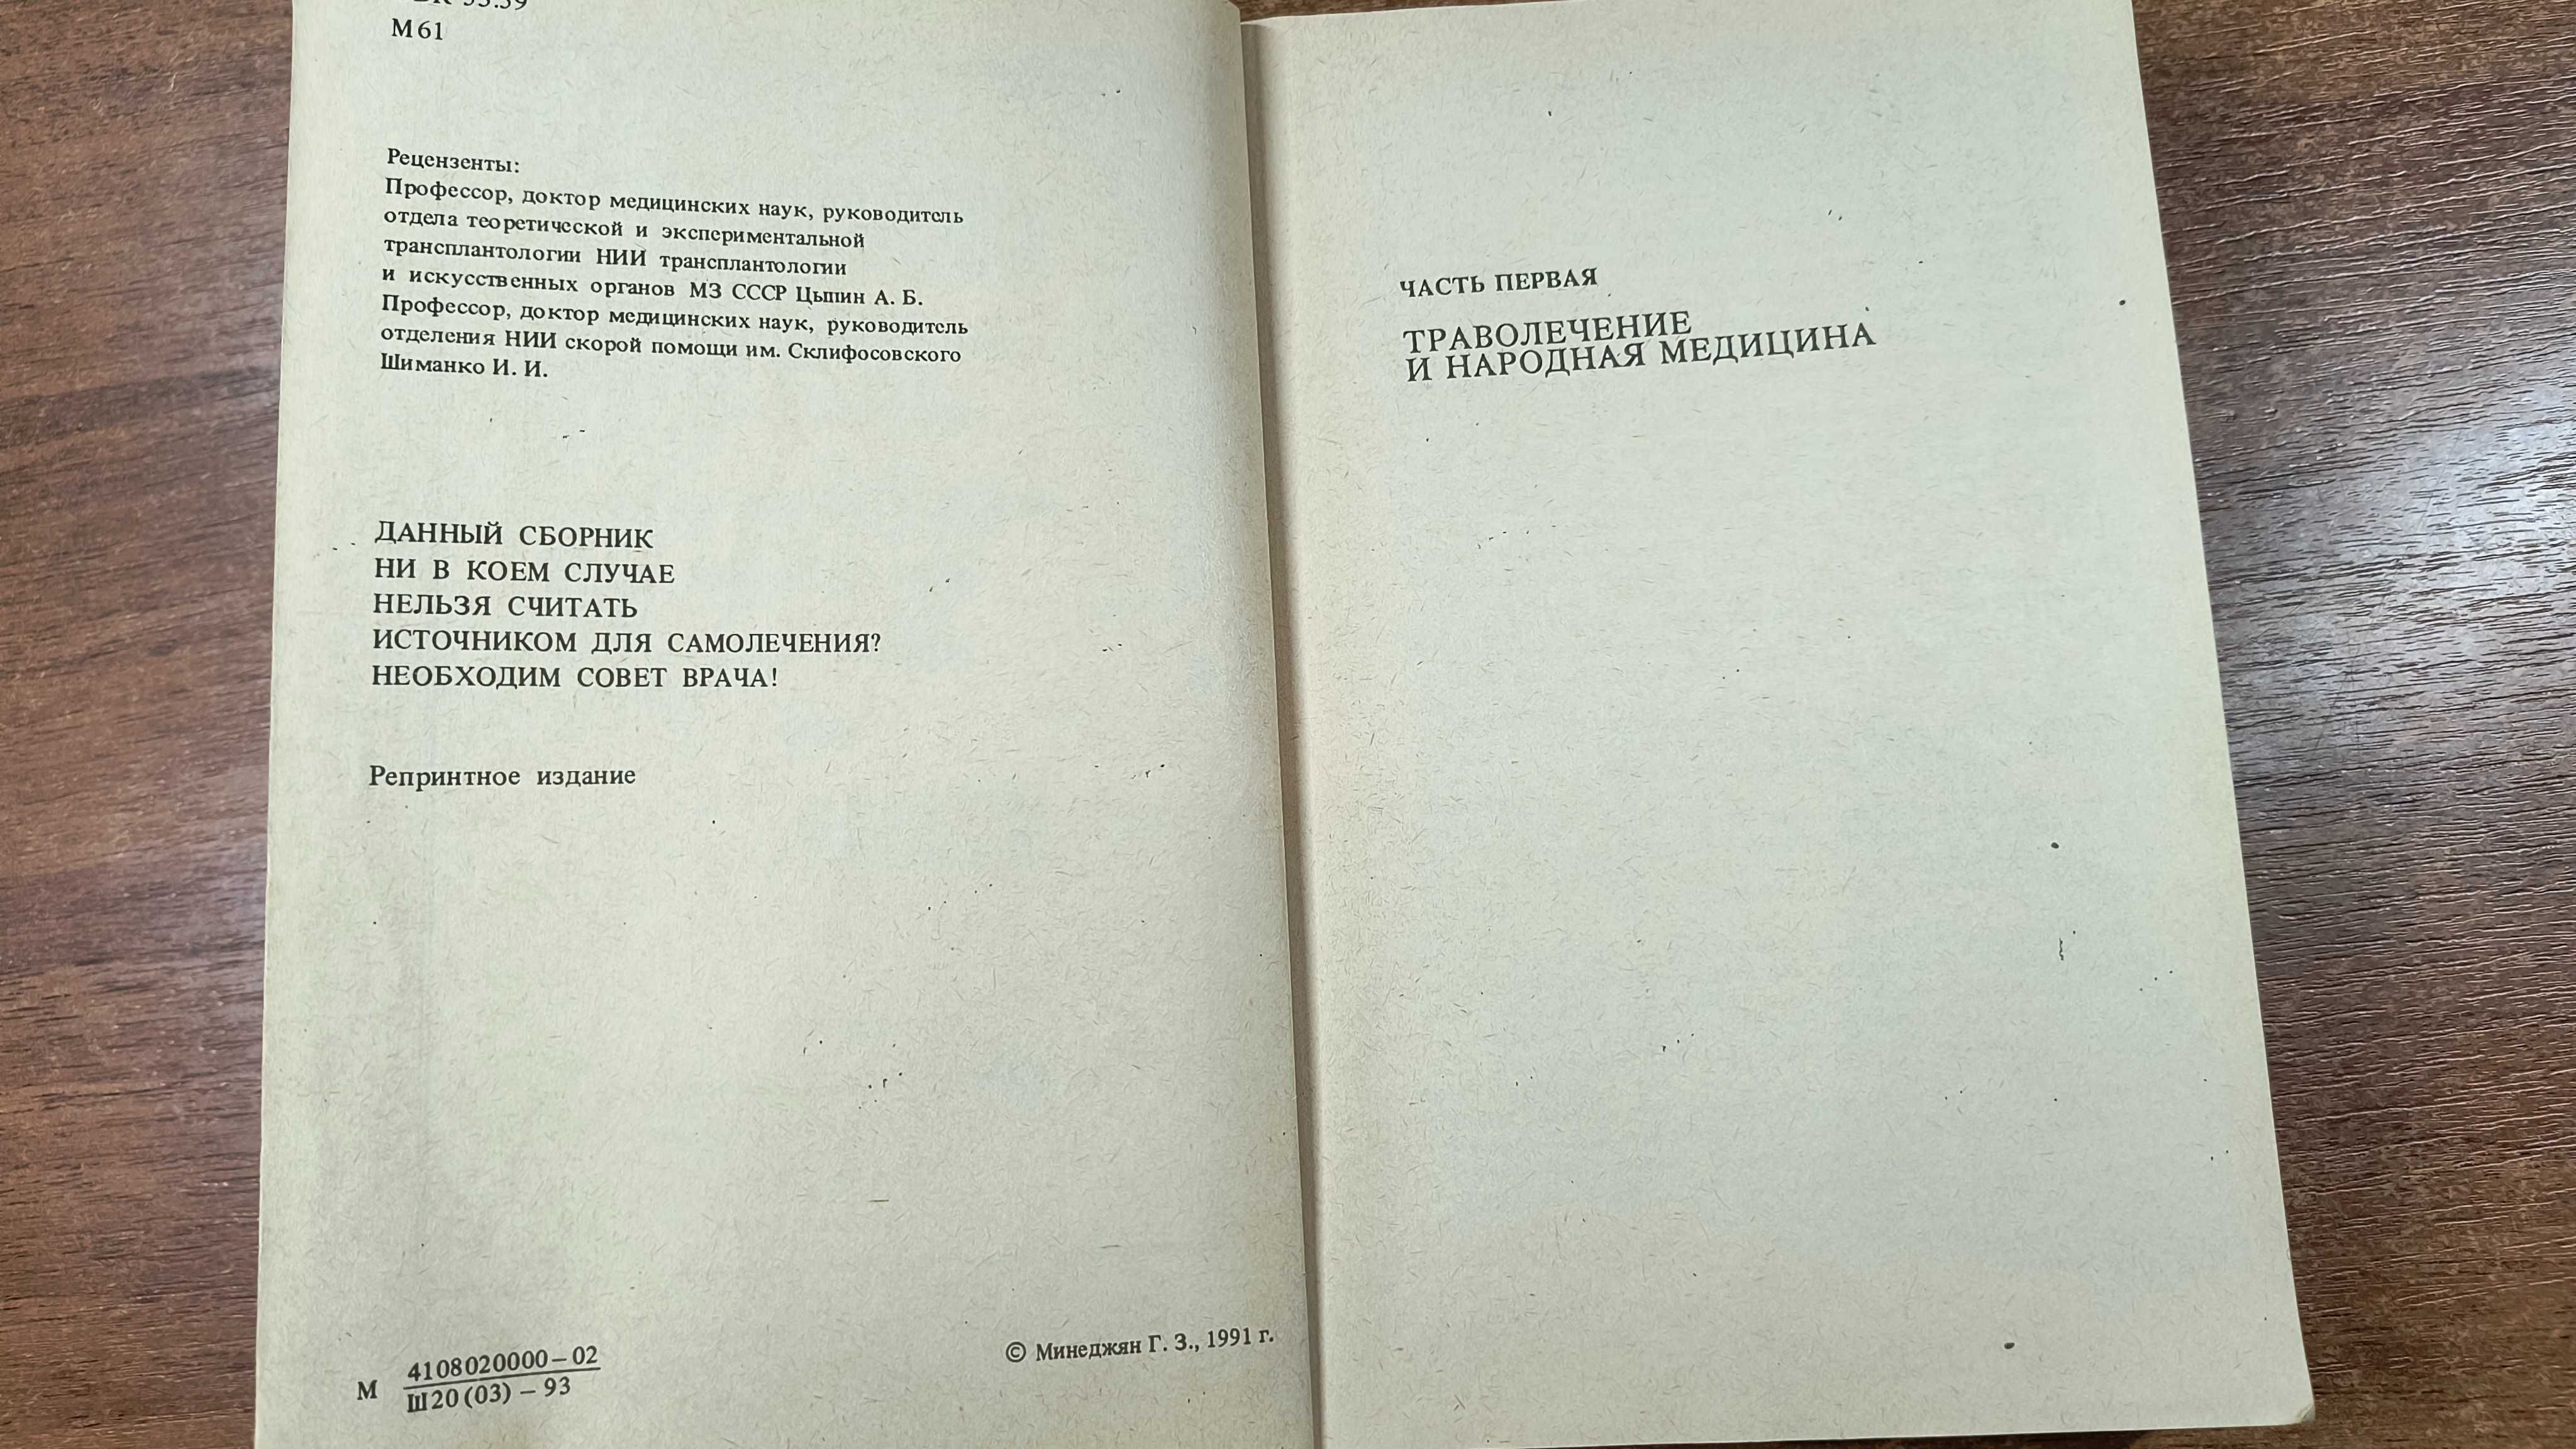 53.59
М61
Рецензенты:
Профессор, доктор медицинских наук, руководитель
отдела теоретической и экспериментальной
трансплантологии НИИ трансплантологии
и искусственных органов МЗ СССР Цыпин А. Б.
Профессор, доктор медицинских наук, руководитель
отделения НИИ скорой помощи им. Склифосовского
Шиманко И. И.
ДАННЫЙ СБОРНИК
НИ В КОЕМ СЛУЧАЕ
НЕЛЬЗЯ СЧИТАТЬ
ИСТОЧНИКОМ ДЛЯ САМОЛЕЧЕНИЯ?
НЕОБХОДИМ СОВЕТ ВРАЧА!
Репринтное издание
М 4108020000–02
Ш20(03) – 93
© Минеджян Г. З., 1991 г.
ЧАСТЬ ПЕРВАЯ
ТРАВОЛЕЧЕНИЕ
И НАРОДНАЯ МЕДИЦИНА